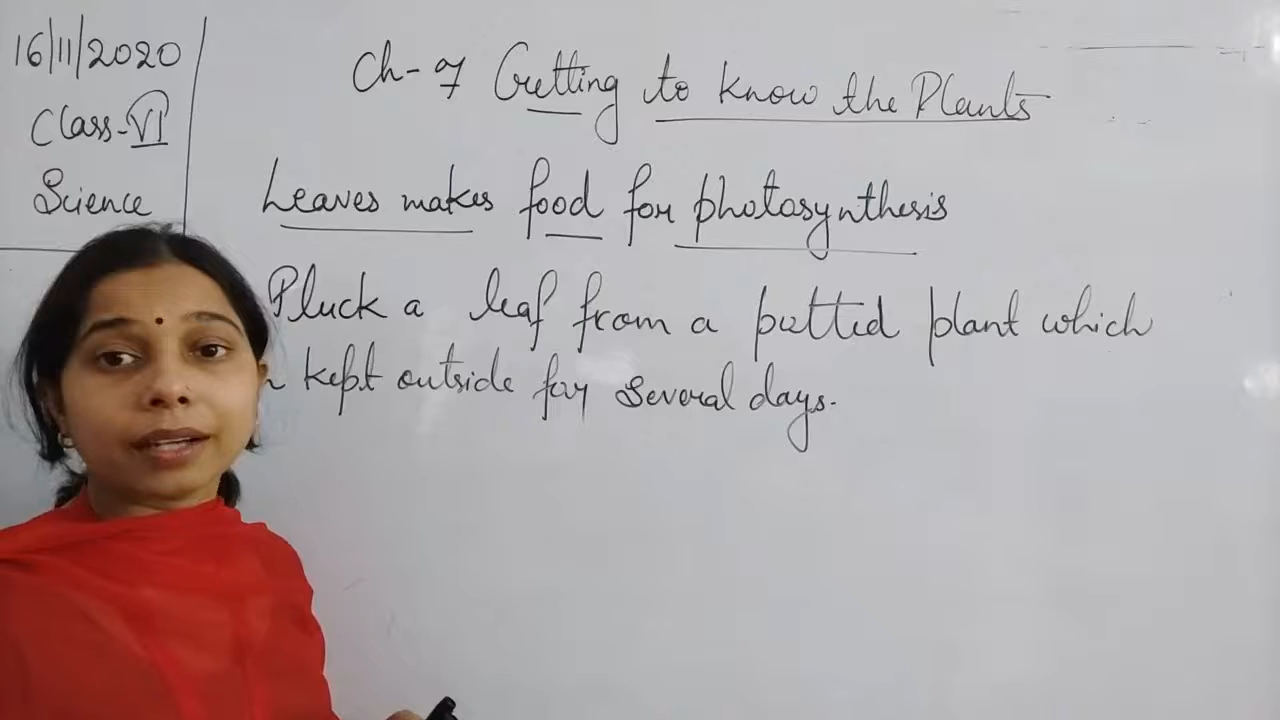 16/11/2020
Class-VI
Science
Ch-7 Getting to know the Plants
Leaves makes food for photosynthesis
Pluck a leaf from a potted plant which
kept outside for several days.